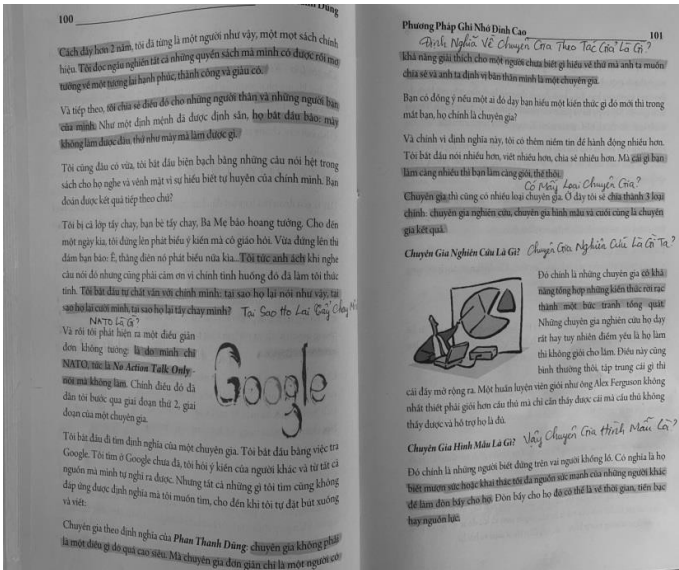 100
Dũng
Cách đây hơn 2 năm, tôi đã từng là một người như vậy, một mọt sách chính
hiệu. Tôi đọc ngấu nghiến tất cả những quyển sách mà mình có được rồi mơ
tưởng về một tương lai hạnh phúc, thành công và giàu có.
Và tiếp theo, tôi chia sẻ điều đó cho những người thân và những người bạn
của mình. Như một định mệnh đã được định sẵn, họ bắt đầu bảo: mày
không làm được đâu, thứ như mày mà làm được gì.
Tôi cũng đâu có vừa, tôi bắt đầu biện bạch bằng những câu nói bệt trong
sách cho họ nghe và vênh mặt vì sự hiểu biết tự huyễn của chính mình. Bạn
đoán được kết quả tiếp theo chứ?
Tôi bị cả lớp tẩy chay, bạn bè tẩy chay, Ba Mẹ bảo hoang tưởng. Cho đến
một ngày kia, tôi đứng lên phát biểu ý kiến mà cô giáo hỏi. Vừa đứng lên thì
đám bạn bảo: Ê, thằng điên nó phát biểu nữa kìa... Tôi tức anh ách khi nghe
câu nói đó nhưng cũng phải cảm ơn vì chính tình huống đó đã làm tôi thức
tỉnh. Tôi bắt đầu tự chất vấn với chính mình: tại sao họ lại nói như vậy, tại
sao họ lại cười mình, tại sao họ lại tẩy chay mình? Tại Sao Họ Lại Tẩy Chay
NATO Là Gì?
Và rồi tôi phát hiện ra một điều giản
đơn không tưởng: là do mình chỉ
NATO, tức là No Action Talk Only -
nói mà không làm. Chính điều đó đã
dẫn tôi bước qua giai đoạn thứ 2, giai
đoạn của một chuyên gia.
Google
Tôi bắt đầu đi tìm định nghĩa của một chuyên gia. Tôi bắt đầu bằng việc tra
Google. Tôi tìm ở Google chưa đã, tôi hỏi ý kiến của người khác và từ tất cả
nguồn mà mình tự nghĩ ra được. Nhưng tất cả những gì tôi tìm cũng không
đáp ứng được định nghĩa mà tôi muốn tìm, cho đến khi tôi tự đặt bút xuống
và viết:
Chuyên gia theo định nghĩa của Phan Thanh Dũng: chuyên gia không phải
là một điều gì đó quá cao siêu. Mà chuyên gia đơn giản chỉ là một người có
Phương Pháp Ghi Nhớ Đỉnh Cao
101
Định Nghĩa Về Chuyên Gia Theo Tác Giả Là Gì?
khả năng giải thích cho một người chưa biết gì hiểu về thứ mà anh ta muốn
chia sẻ và anh ta định vị bản thân mình là một chuyên gia.
Bạn có đồng ý nếu một ai đó dạy bạn hiểu một kiến thức gì đó mới thì trong
mắt bạn, họ chính là chuyên gia?
Và chính vì định nghĩa này, tôi có thêm niềm tin để hành động nhiều hơn.
Tôi bắt đầu nói nhiều hơn, viết nhiều hơn, chia sẻ nhiều hơn. Mà cái gì bạn
làm càng nhiều thì bạn làm càng giỏi, thế thôi.
Có Mấy Loại Chuyên Gia?
Chuyên gia thì cũng có nhiều loại chuyên gia. Ở đây tôi sẽ chia thành 3 loại
chính: chuyên gia nghiên cứu, chuyên gia hình mẫu và cuối cùng là chuyên
gia kết quả.
Chuyên Gia Nghiên Cứu Là Gì? Chuyên Gia Nghiên Cứu Là Gì Ta?
Đó chính là những chuyên gia có khả
năng tổng hợp những kiến thức rời rạc
thành một bức tranh tổng quát.
Những chuyên gia nghiên cứu họ dạy
rất hay tuy nhiên điểm yếu là họ làm
thì không giỏi cho lắm. Điều này cũng
bình thường thôi, tập trung cái gì thì
cái đấy mở rộng ra. Một huấn luyện viên giỏi như ông Alex Ferguson không
nhất thiết phải giỏi hơn cầu thủ mà chỉ cần thấy được cái mà cầu thủ không
thấy được và hỗ trợ họ là đủ.
Chuyên Gia Hình Mẫu Là Gì? Vậy Chuyên Gia Hình Mẫu Là?
Đó chính là những người biết đứng trên vai người khổng lồ. Có nghĩa là họ
biết mượn sức hoặc khai thác tối đa nguồn sức mạnh của những người khác
để làm đòn bẩy cho họ. Đòn bẩy cho họ đó có thể là về thời gian, tiền bạc
hay nguồn lực.